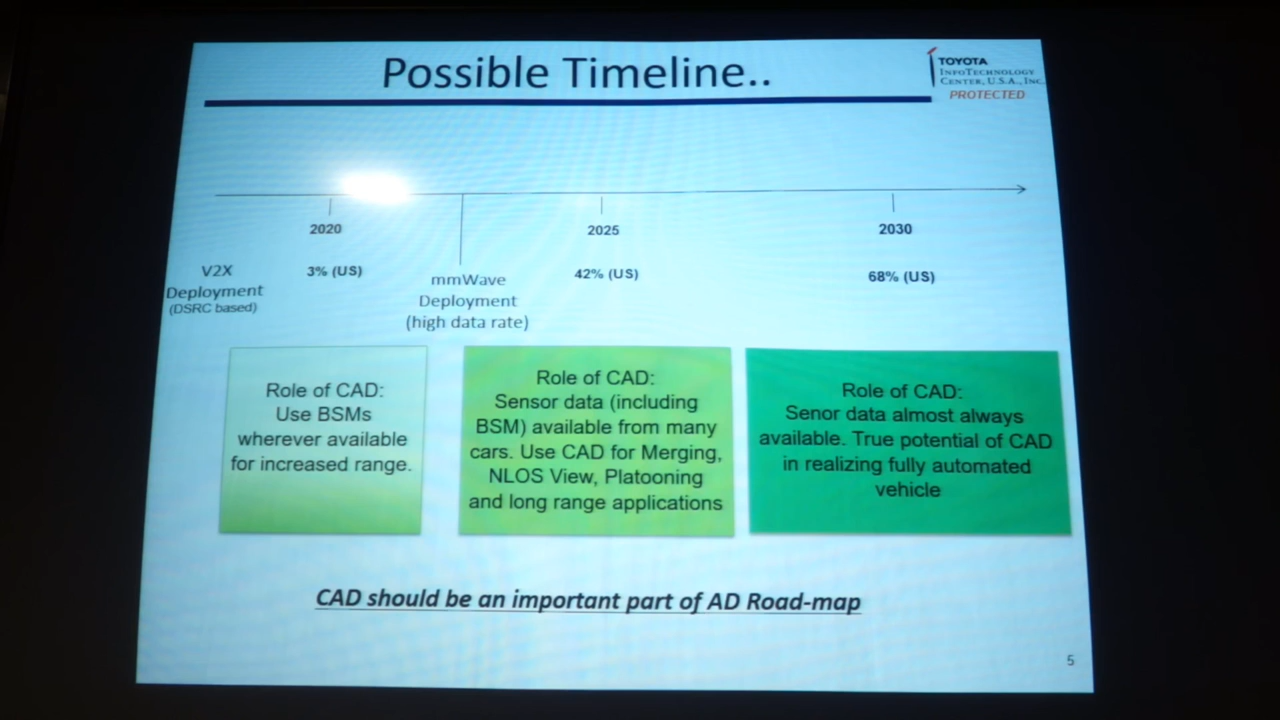 Possible Timeline..
TOYOTA
INFOTECHNOLOGY
CENTER, U.S.A., INC.
PROTECTED
2020
2025
2030
V2X
Deployment
(DSRC based)
3% (US)
mmWave
Deployment
(high data rate)
42% (US)
68% (US)
Role of CAD:
Use BSMs
wherever available
for increased range.
Role of CAD:
Sensor data (including
BSM) available from many
cars. Use CAD for Merging,
NLOS View, Platooning
and long range applications
Role of CAD:
Senor data almost always
available. True potential of CAD
in realizing fully automated
vehicle
CAD should be an important part of AD Road-map
5